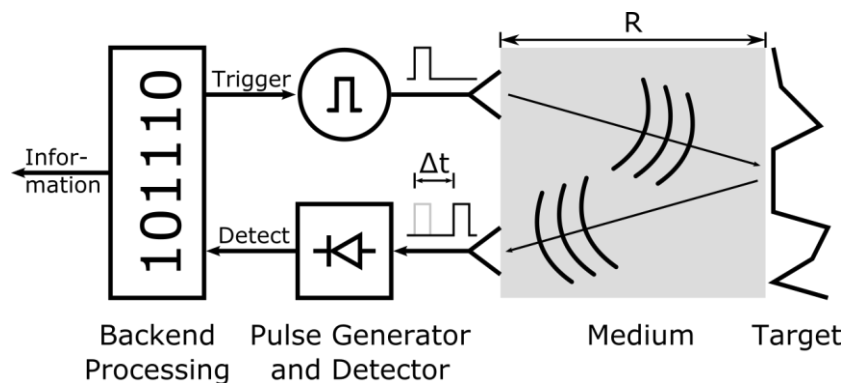 R
Trigger
Infor-
mation
101110
Δt
Detect
Backend
Processing
Pulse Generator
and Detector
Medium
Target